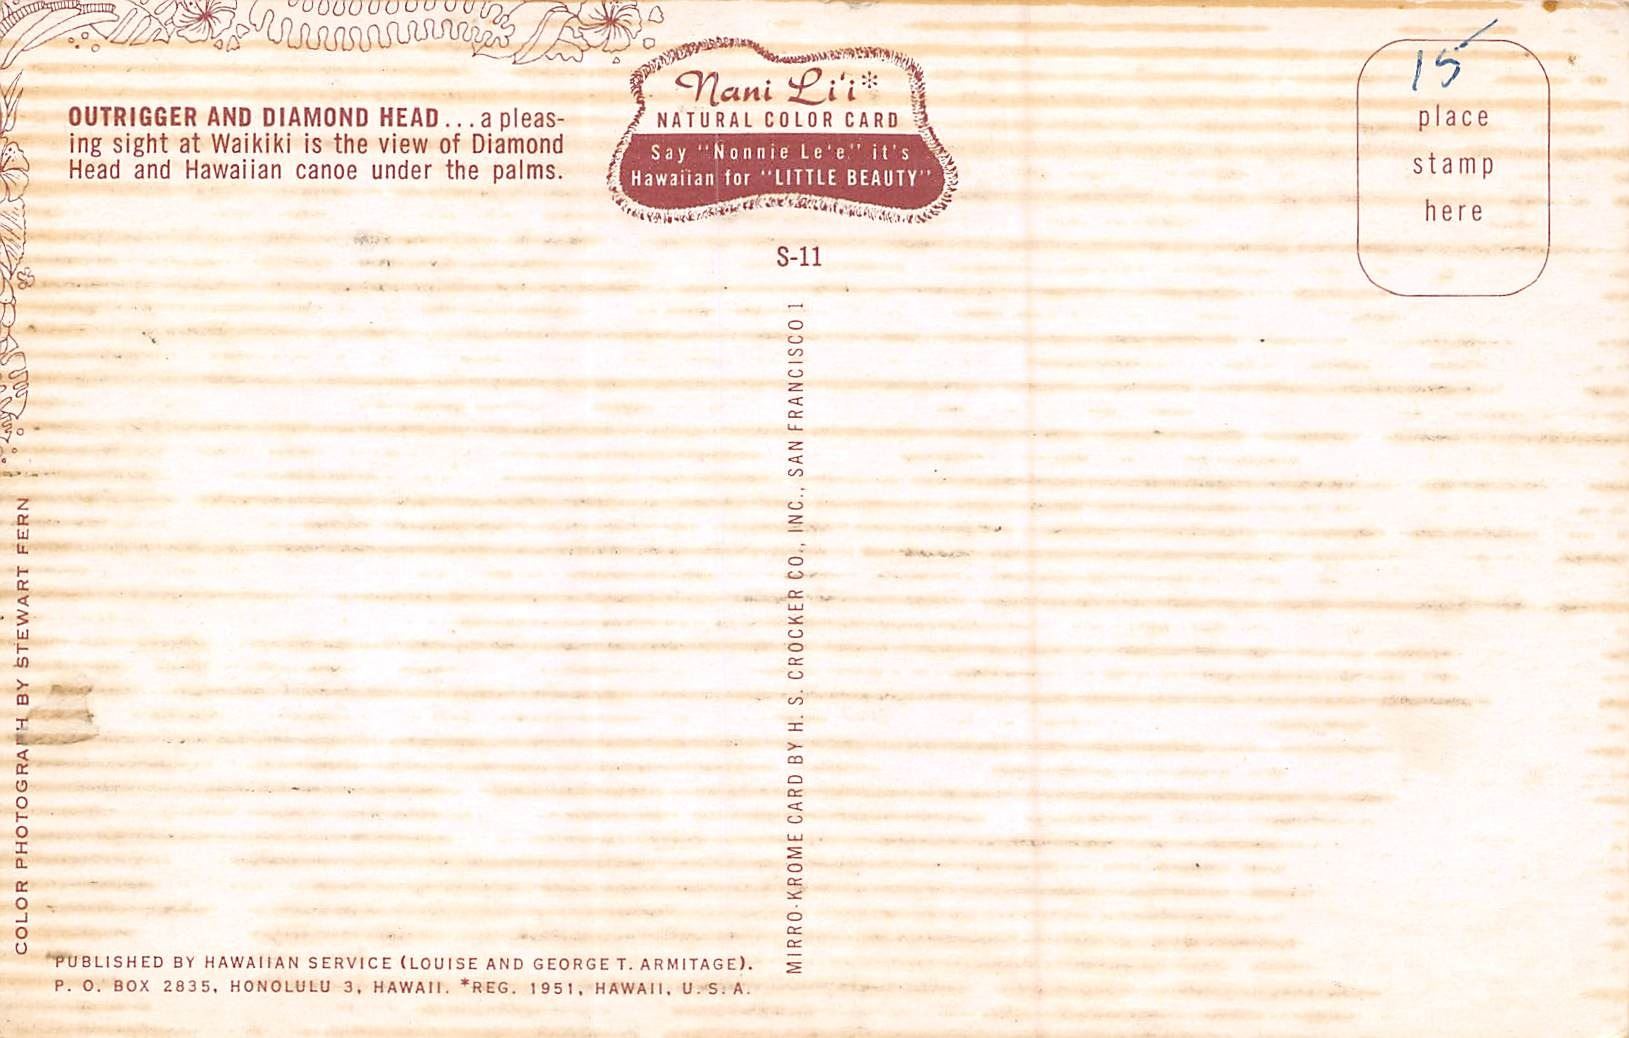 OUTRIGGER AND DIAMOND HEAD...a pleas-
ing sight at Waikiki is the view of Diamond
Head and Hawaiian canoe under the palms.
Nani Li'i*
NATURAL COLOR CARD
Say "Nonnie Le'e" it's
Hawaiian for "LITTLE BEAUTY"
S-11
15
place
stamp
here
MIRRO-KROME CARD BY H. S. CROCKER CO., INC., SAN FRANCISCO 1
COLOR PHOTOGRAPH BY STEWART FERN
PUBLISHED BY HAWAIIAN SERVICE (LOUISE AND GEORGE T. ARMITAGE).
P. O. BOX 2835, HONOLULU 3, HAWAII. *REG. 1951, HAWAII, U. S. A.